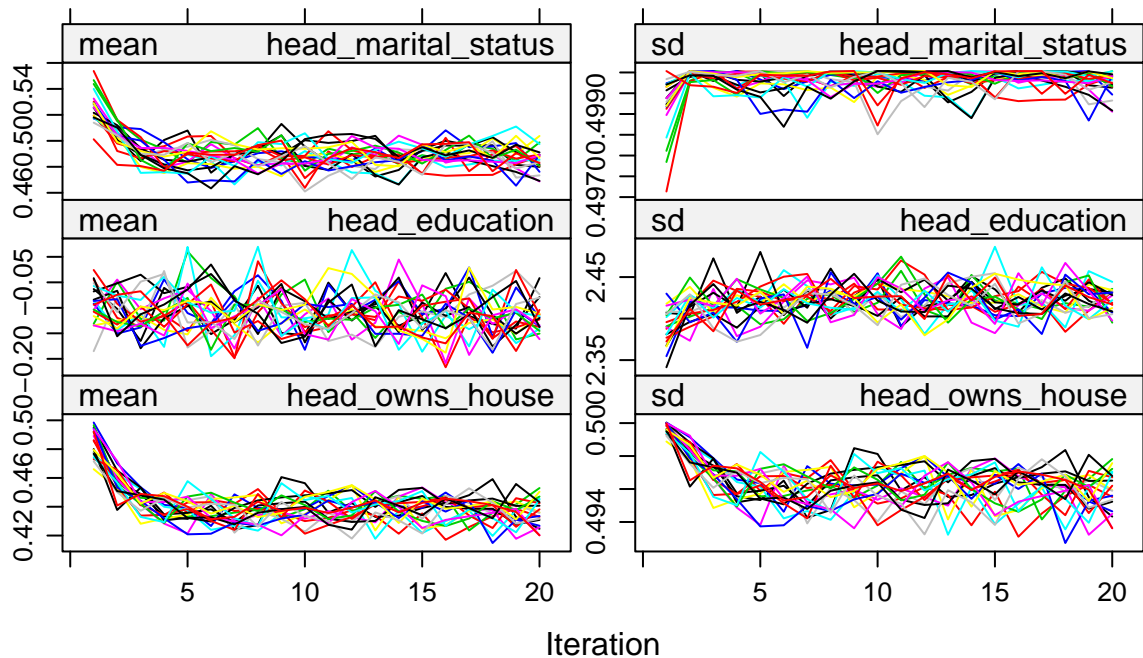 mean head_marital_status
sd head_marital_status
0.46 0.50 0.54
0.4970 0.4990
mean head_education
sd head_education
−0.20 −0.05
2.35 2.45
mean head_owns_house
sd head_owns_house
0.42 0.46 0.50
0.494 0.500
5 10 15 20
5 10 15 20
Iteration